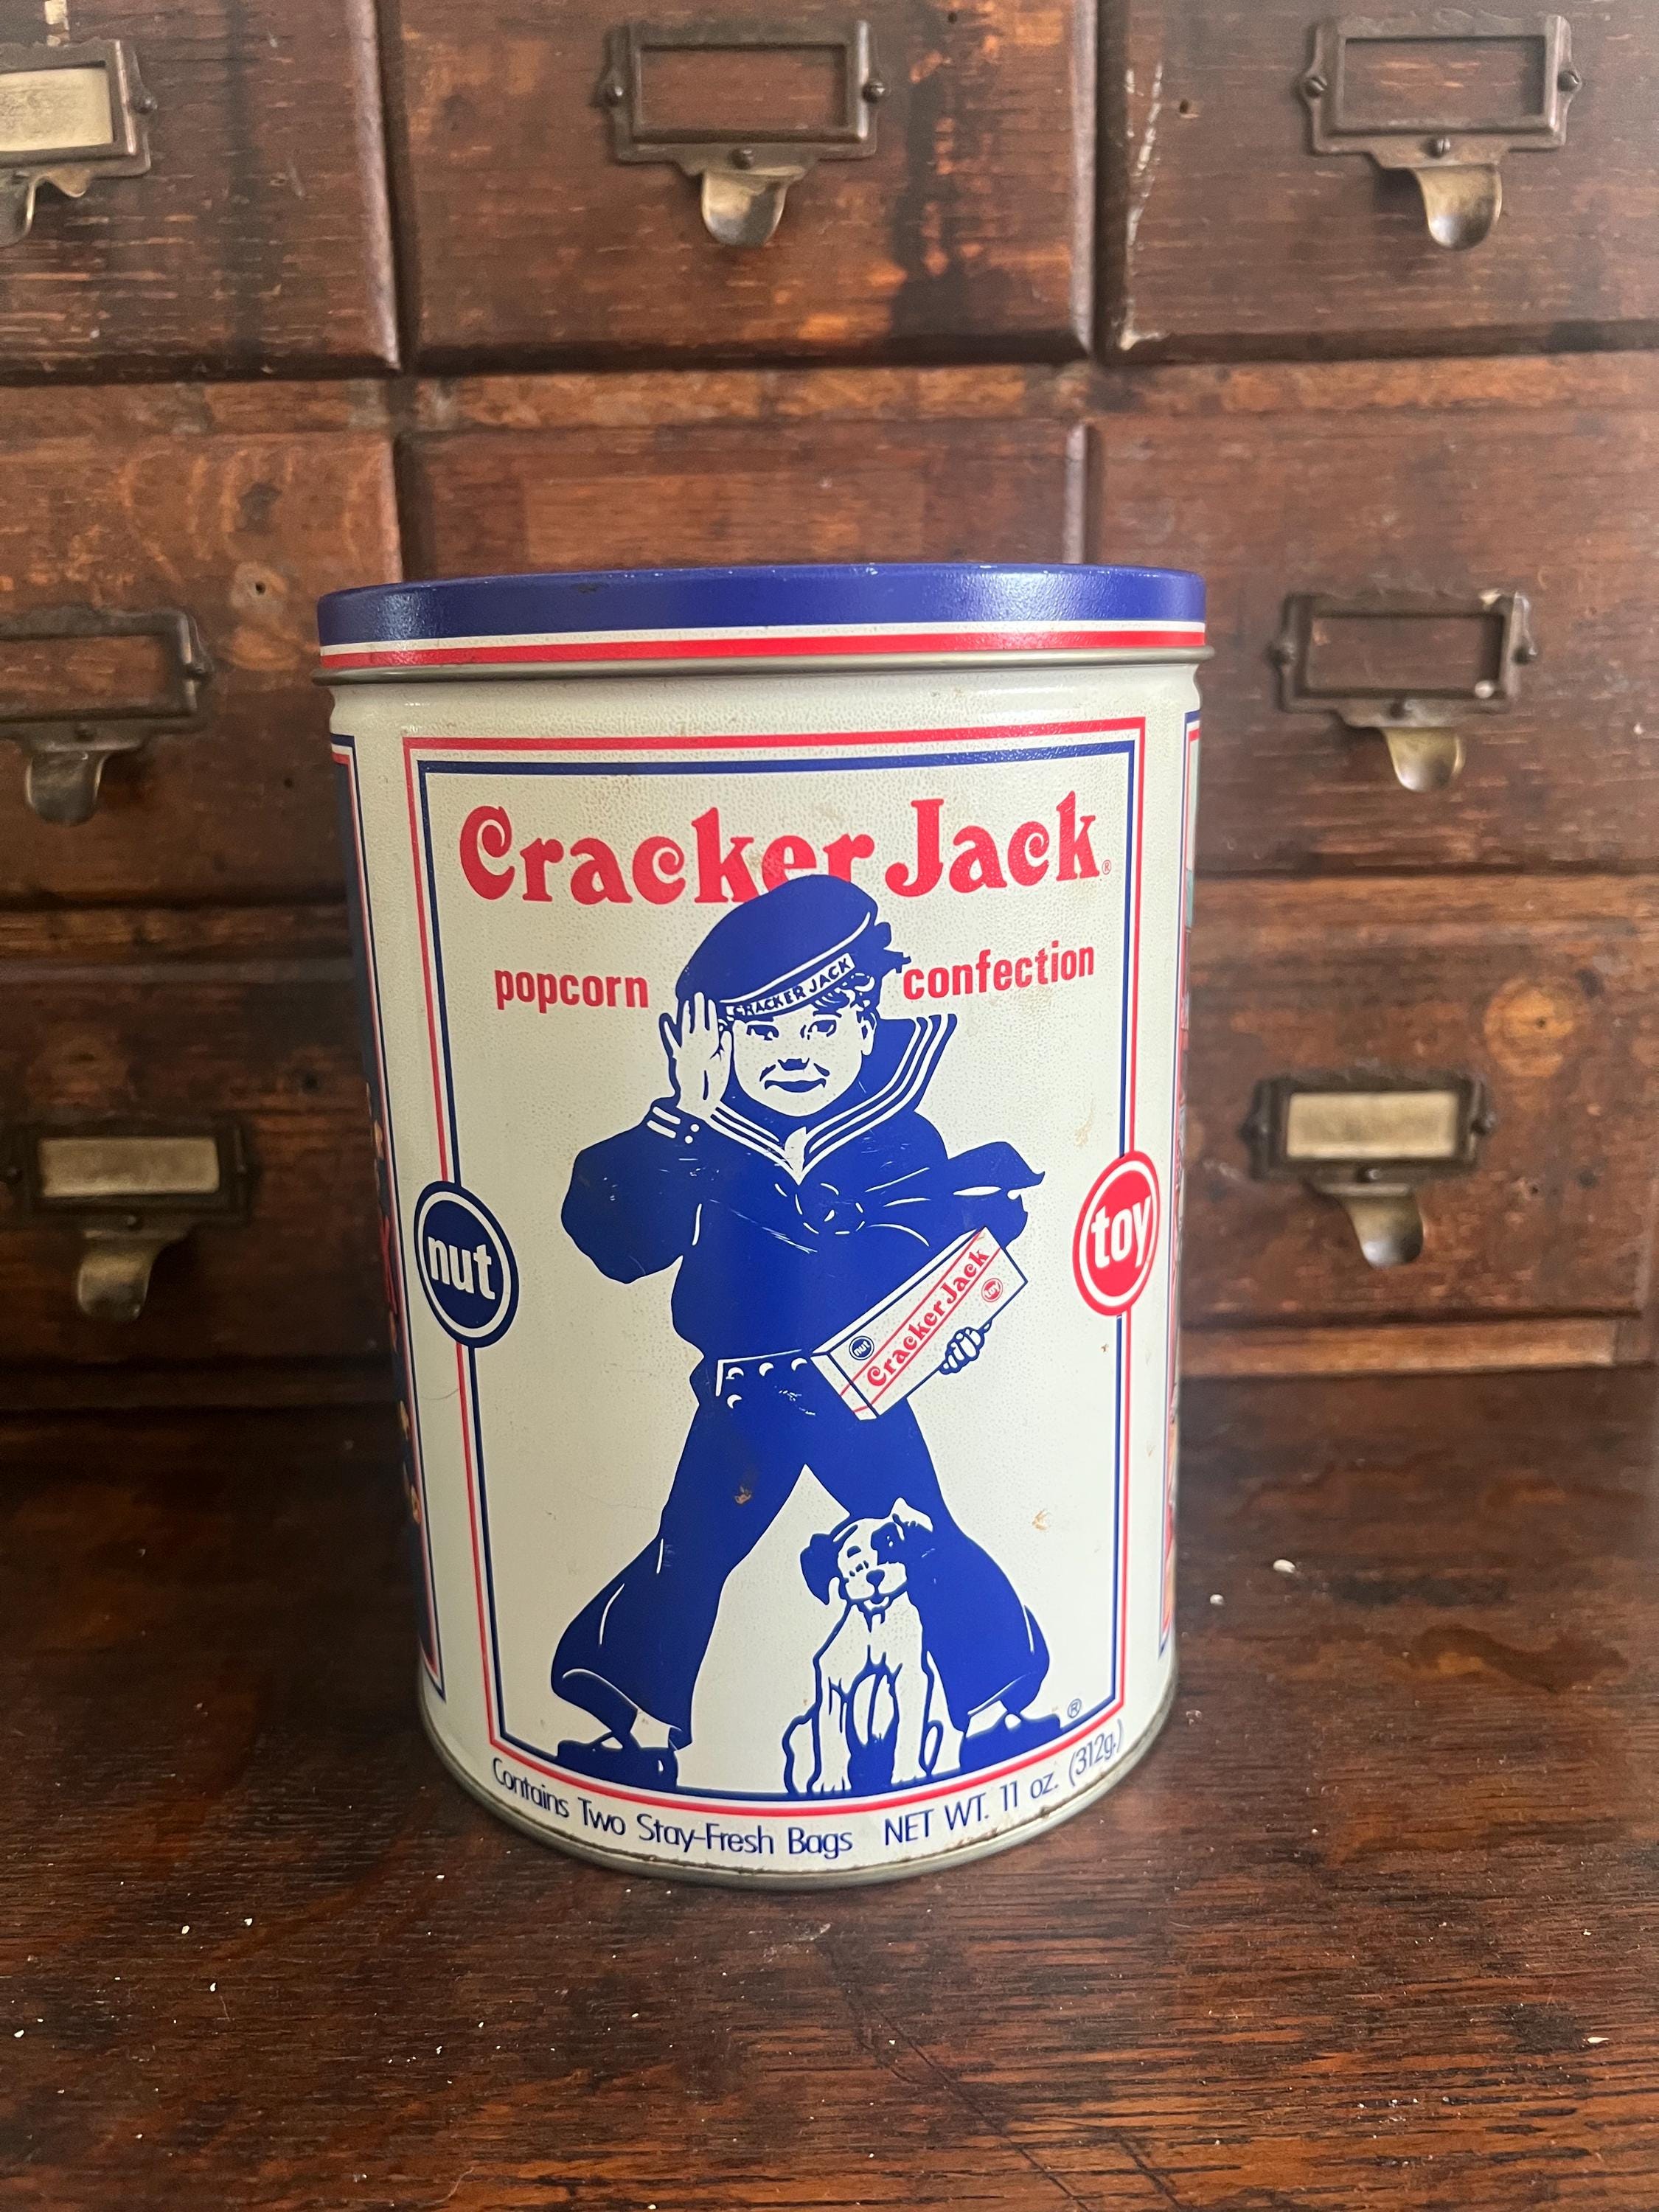 Cracker Jack®
popcorn confection
CRACKER JACK
nut
toy
nut Cracker Jack toy
®
Contains Two Stay-Fresh Bags NET WT. 11 oz. (312g.)